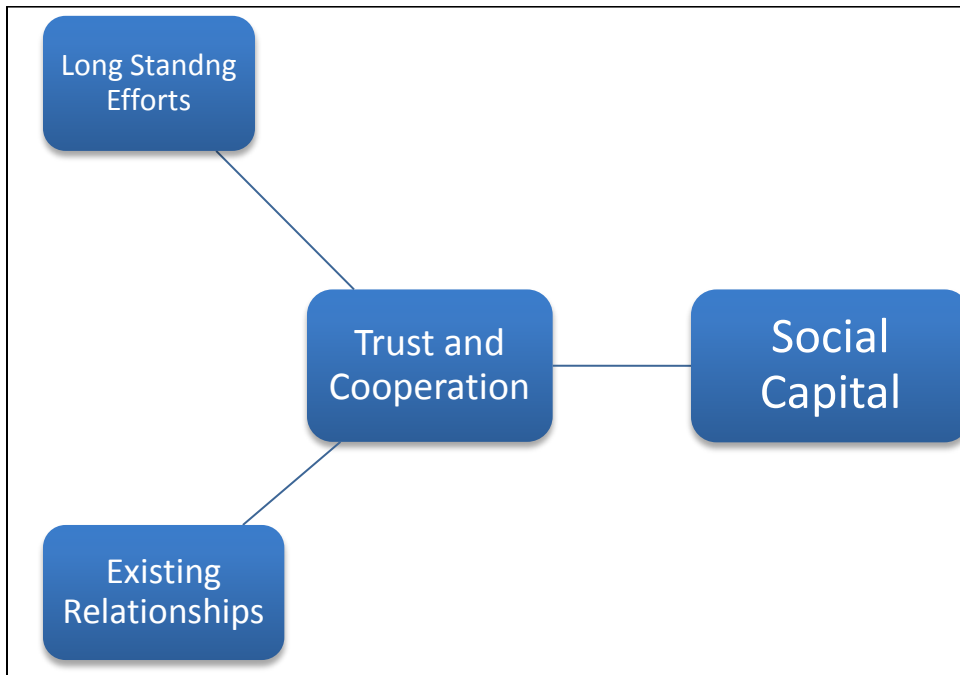 Long Standng
Efforts
Trust and
Cooperation
Social
Capital
Existing
Relationships